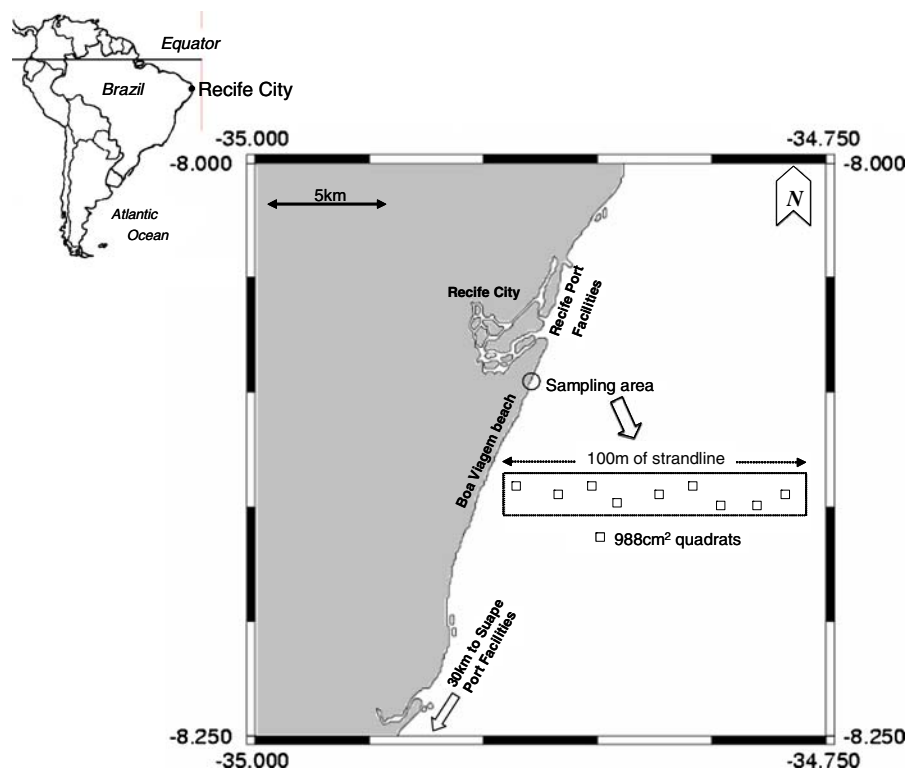 Equator
Brazil
Recife City
Atlantic
Ocean
-35.000
-34.750
-8.000
-8.000
5km
N
Recife City
Recife Port
Facilities
Sampling area
Boa Viagem beach
100m of strandline
988cm² quadrats
30km to Suape
Port Facilities
-8.250
-8.250
-35.000
-34.750